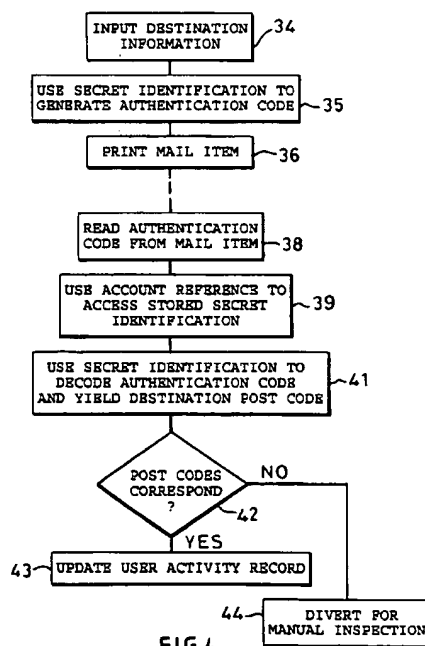 INPUT DESTINATION
INFORMATION
34
USE SECRET IDENTIFICATION TO
GENERATE AUTHENTICATION CODE
35
PRINT MAIL ITEM
36
READ AUTHENTICATION
CODE FROM MAIL ITEM
38
USE ACCOUNT REFERENCE TO
ACCESS STORED SECRET
IDENTIFICATION
39
USE SECRET IDENTIFICATION TO
DECODE AUTHENTICATION CODE
AND YIELD DESTINATION POST CODE
41
POST CODES
CORRESPOND
?
42
NO
YES
43
UPDATE USER ACTIVITY RECORD
44
DIVERT FOR
MANUAL INSPECTION